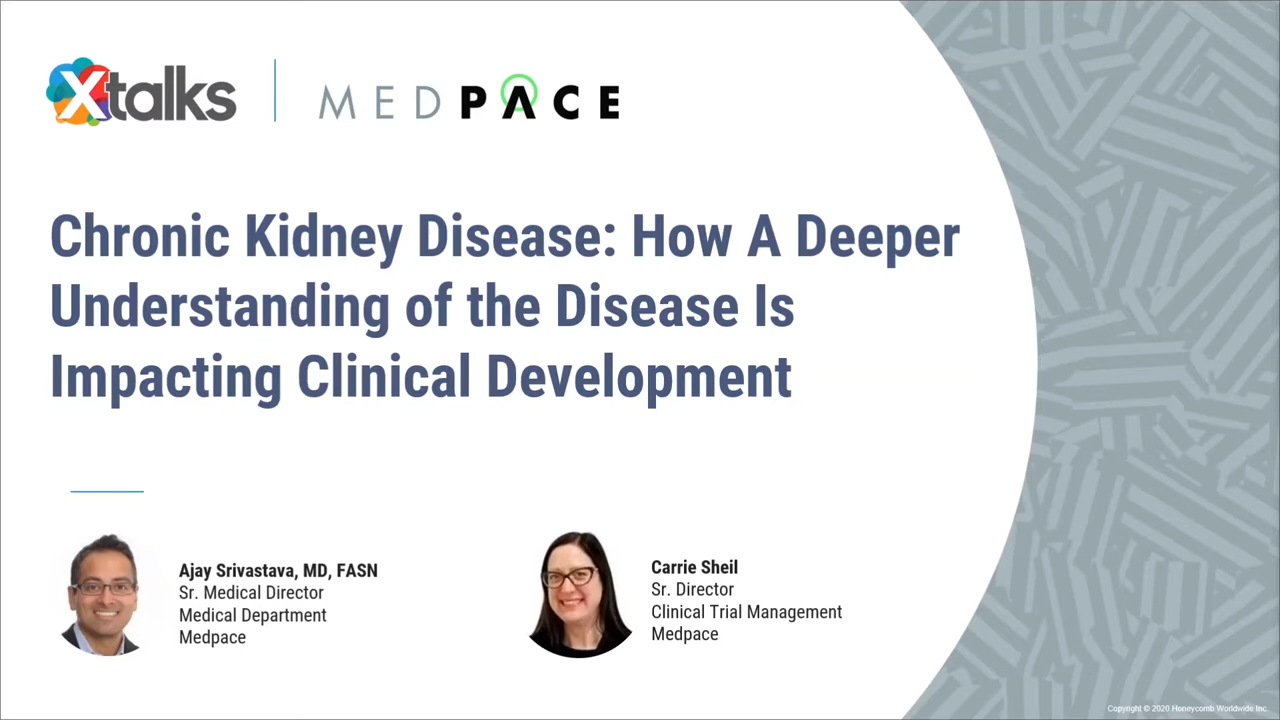 Xtalks
MEDPACE
Chronic Kidney Disease: How A Deeper
Understanding of the Disease Is
Impacting Clinical Development
Ajay Srivastava, MD, FASN
Sr. Medical Director
Medical Department
Medpace
Carrie Sheil
Sr. Director
Clinical Trial Management
Medpace
Copyright © 2020 Honeycomb Worldwide Inc.